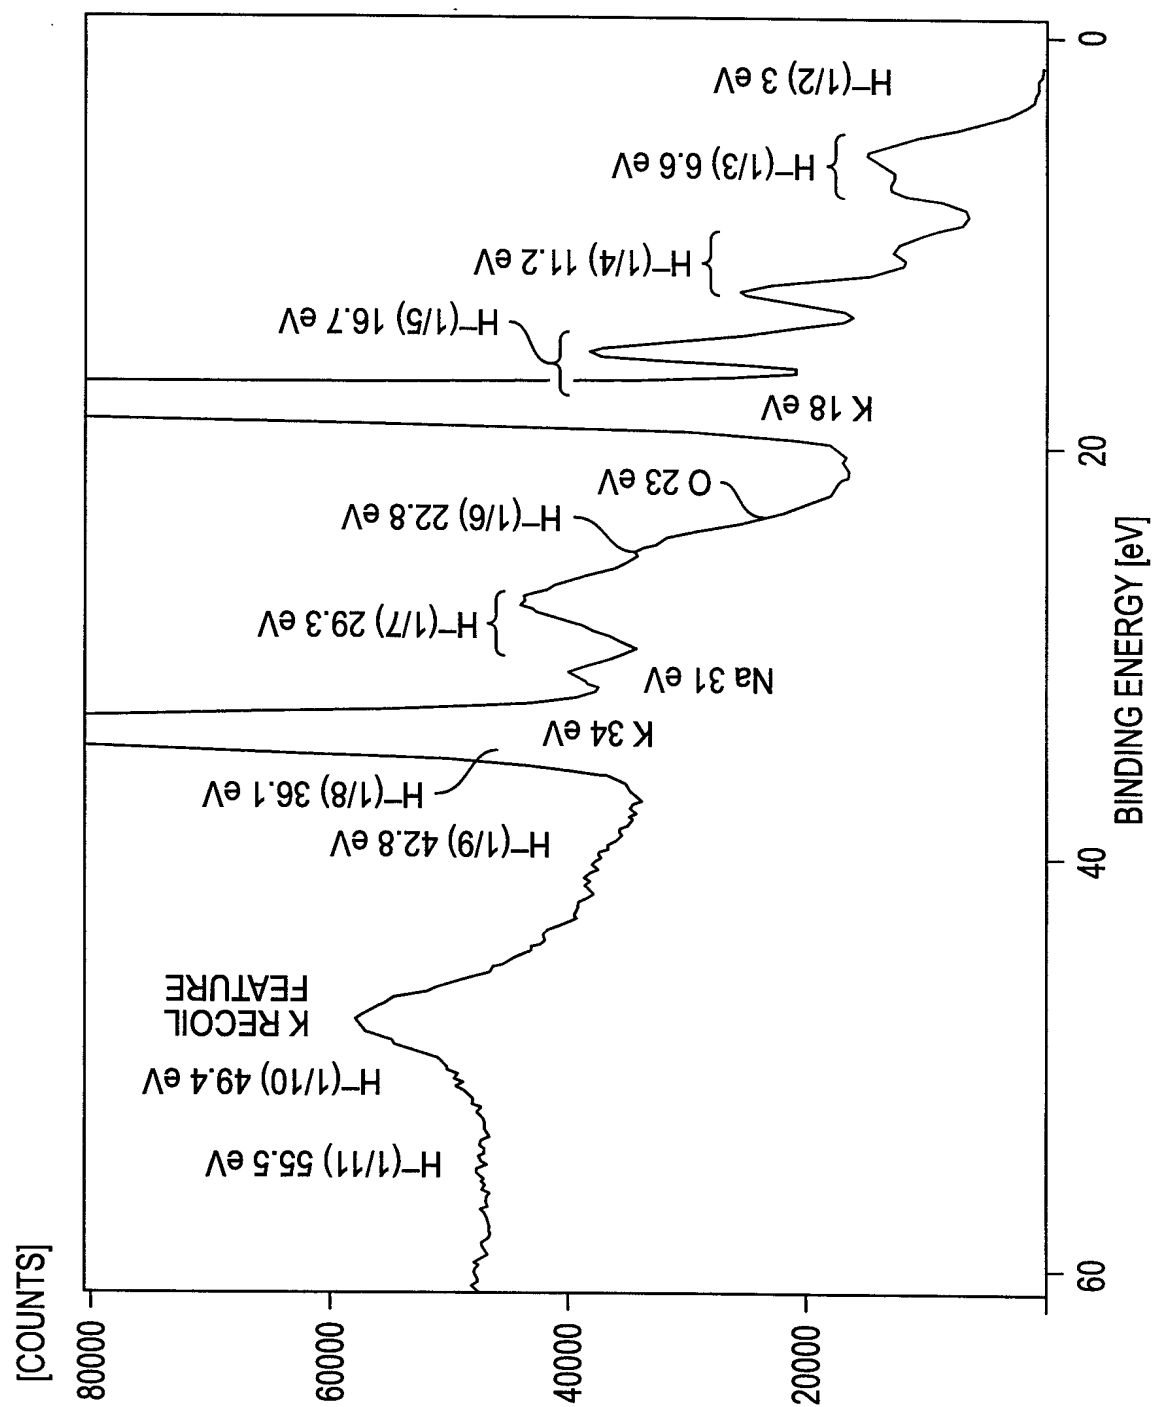 [COUNTS]
80000
60000
40000
20000
H⁻(1/11) 55.5 eV
H⁻(1/10) 49.4 eV
K RECOIL
FEATURE
H⁻(1/9) 42.8 eV
H⁻(1/8) 36.1 eV
K 34 eV
Na 31 eV
H⁻(1/7) 29.3 eV
H⁻(1/6) 22.8 eV
O 23 eV
K 18 eV
H⁻(1/5) 16.7 eV
H⁻(1/4) 11.2 eV
H⁻(1/3) 6.6 eV
H⁻(1/2) 3 eV
60
40
20
0
BINDING ENERGY [eV]